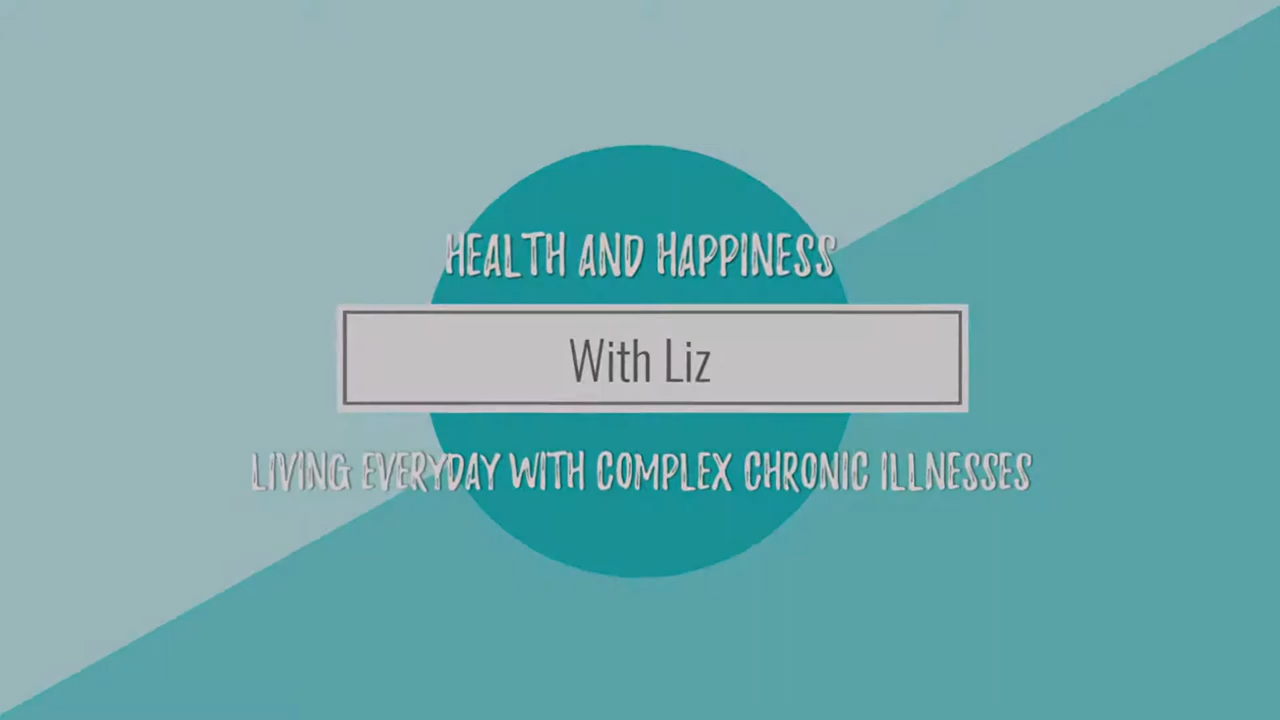 HEALTH AND HAPPINESS
With Liz
LIVING EVERYDAY WITH COMPLEX CHRONIC ILLNESSES